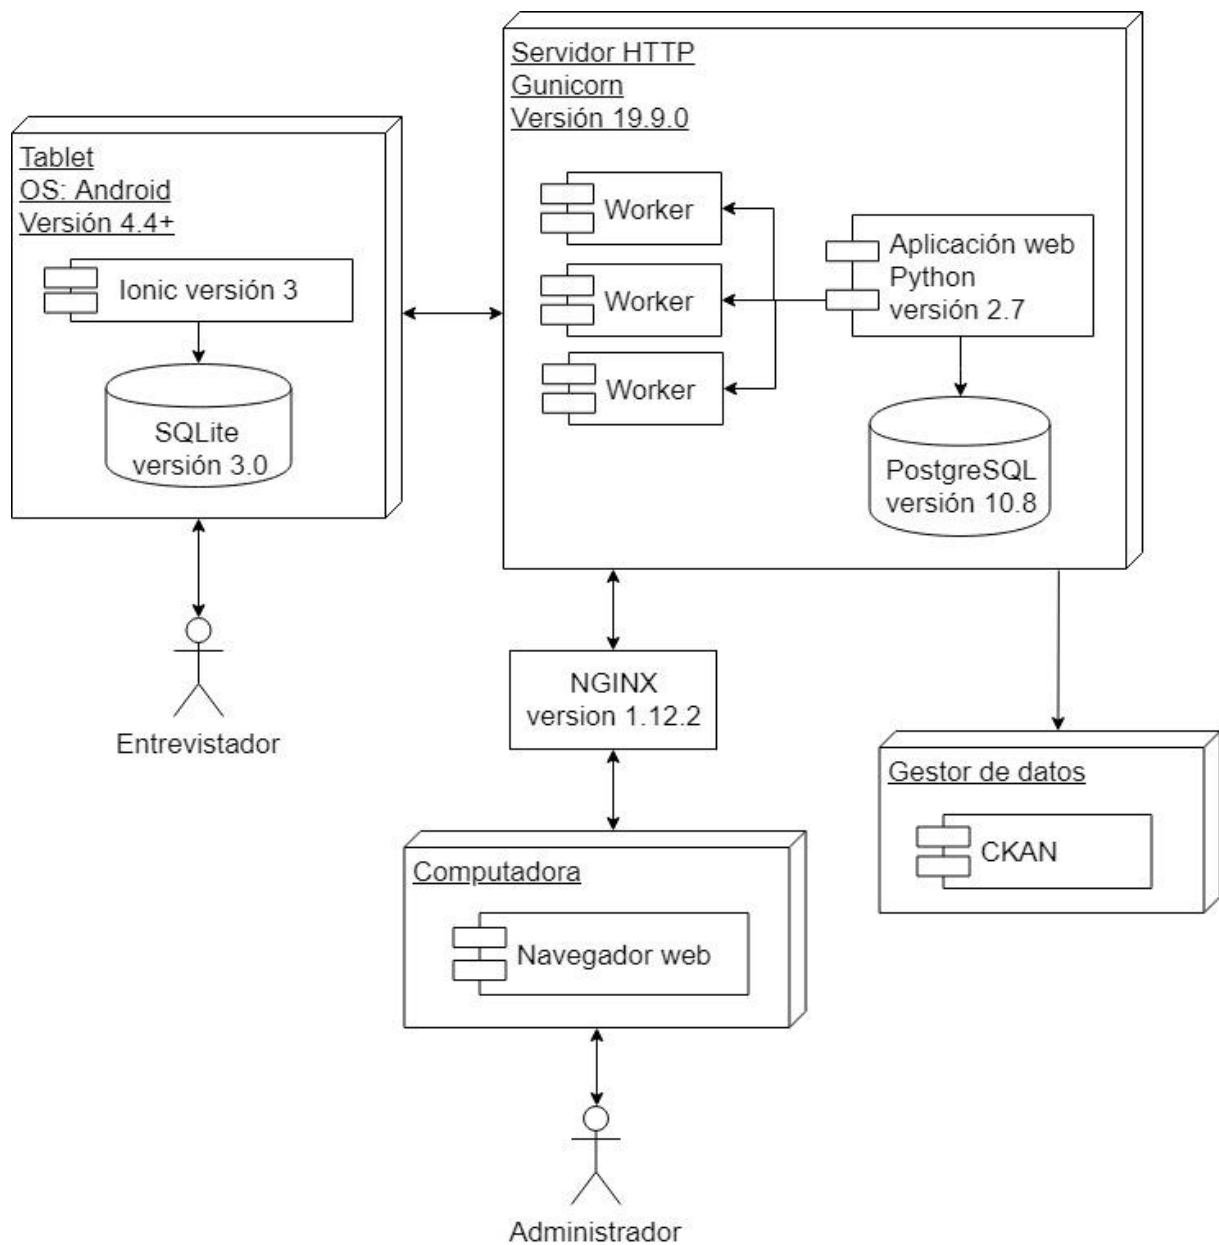 Servidor HTTP
Gunicorn
Versión 19.9.0
Tablet
OS: Android
Versión 4.4+
Ionic versión 3
SQLite
versión 3.0
Worker
Worker
Worker
Aplicación web
Python
versión 2.7
PostgreSQL
versión 10.8
Entrevistador
NGINX
version 1.12.2
Gestor de datos
CKAN
Computadora
Navegador web
Administrador